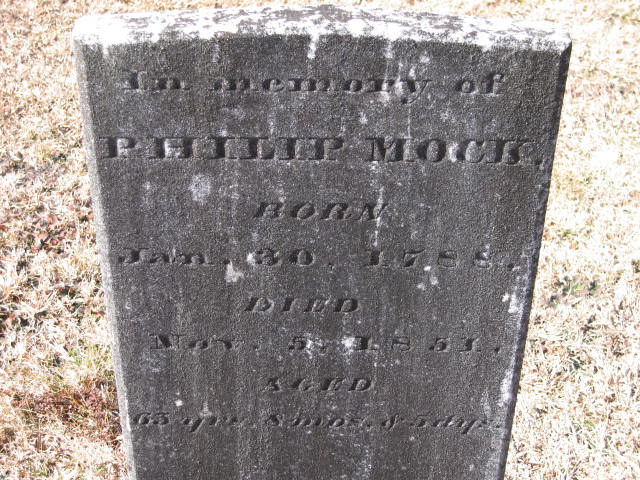 In memory of
PHILIP MOCK.
BORN
Jan. 30, 1788.
DIED
Nov. 5, 1851.
AGED
63 yrs. 8 mos. & 5 dys.